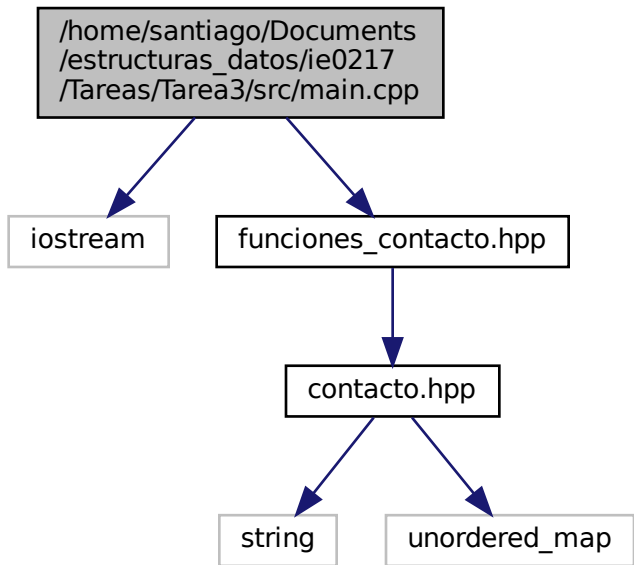 /home/santiago/Documents
/estructuras_datos/ie0217
/Tareas/Tarea3/src/main.cpp
iostream
funciones_contacto.hpp
contacto.hpp
string
unordered_map